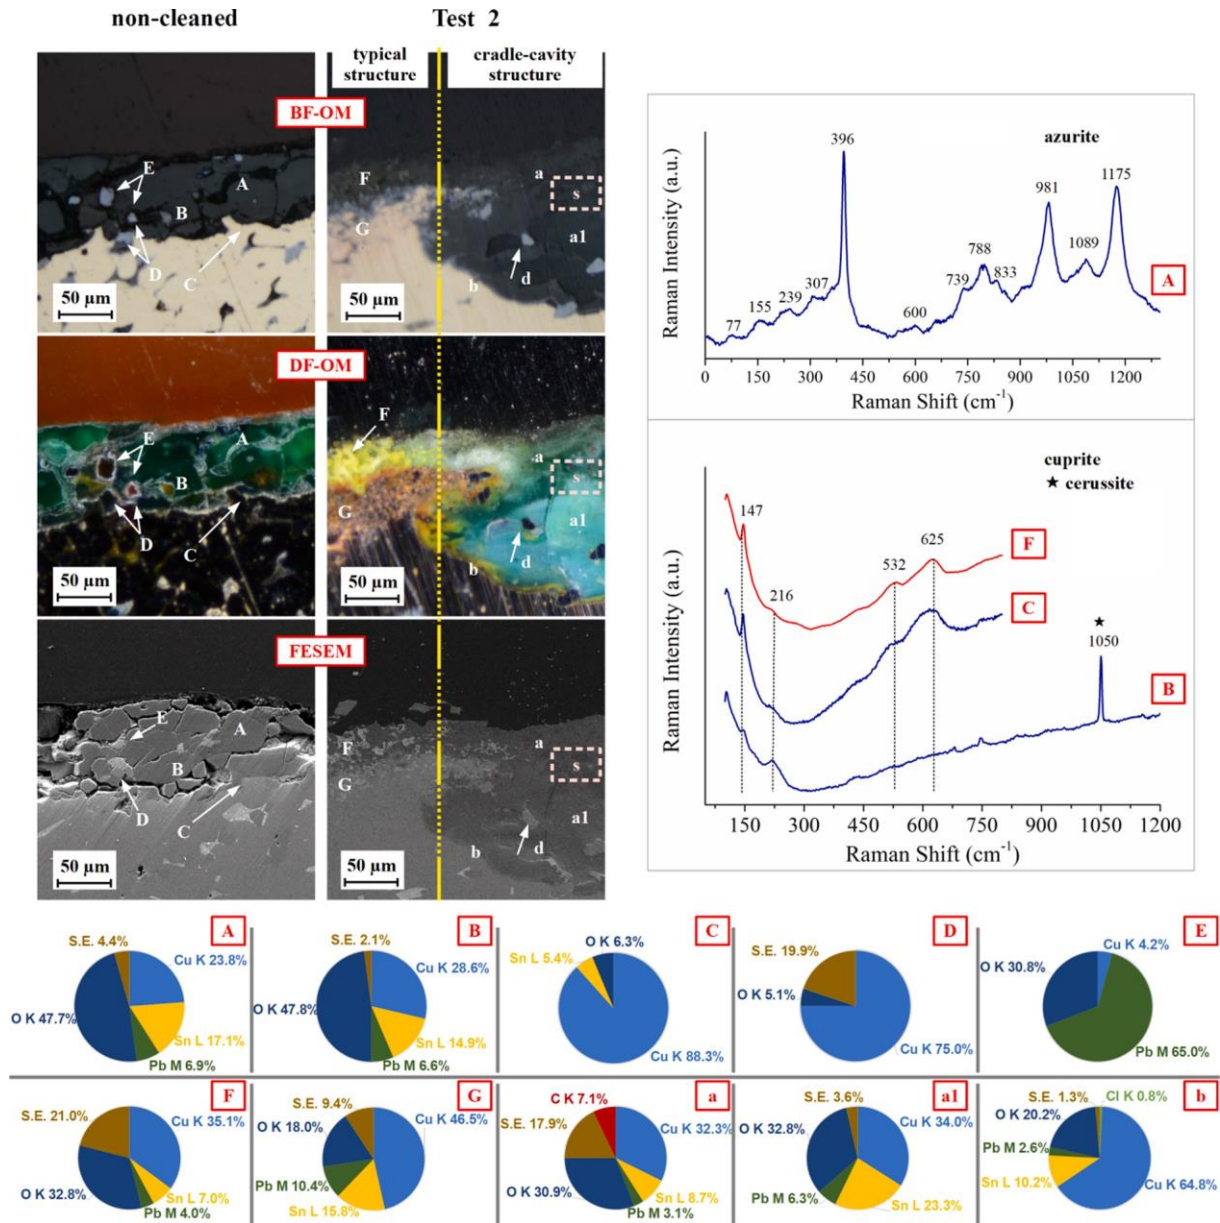 non-cleaned
Test 2
typical
structure
cradle-cavity
structure
BF-OM
E
A
B
D
C
50 µm
F
G
a
s
a1
d
b
50 µm
DF-OM
E
A
B
D
C
50 µm
F
G
a
s
a1
d
b
50 µm
FESEM
E
A
B
D
C
50 µm
F
G
a
s
a1
d
b
50 µm
azurite
396
1175
981
1089
788
833
739
600
307
239
155
77
A
Raman Intensity (a.u.)
0 150 300 450 600 750 900 1050 1200
Raman Shift (cm-1)
cuprite
★ cerussite
147
216
532
625
★
1050
F
C
B
Raman Intensity (a.u.)
150 300 450 600 750 900 1050 1200
Raman Shift (cm-1)
A
S.E. 4.4%
Cu K 23.8%
O K 47.7%
Sn L 17.1%
Pb M 6.9%
B
S.E. 2.1%
Cu K 28.6%
O K 47.8%
Sn L 14.9%
Pb M 6.6%
C
O K 6.3%
Sn L 5.4%
Cu K 88.3%
D
S.E. 19.9%
O K 5.1%
Cu K 75.0%
E
Cu K 4.2%
O K 30.8%
Pb M 65.0%
F
S.E. 21.0%
Cu K 35.1%
O K 32.8%
Sn L 7.0%
Pb M 4.0%
G
S.E. 9.4%
Cu K 46.5%
O K 18.0%
Pb M 10.4%
Sn L 15.8%
a
C K 7.1%
S.E. 17.9%
Cu K 32.3%
O K 30.9%
Sn L 8.7%
Pb M 3.1%
a1
S.E. 3.6%
O K 32.8%
Cu K 34.0%
Pb M 6.3%
Sn L 23.3%
b
S.E. 1.3%
Cl K 0.8%
O K 20.2%
Pb M 2.6%
Sn L 10.2%
Cu K 64.8%